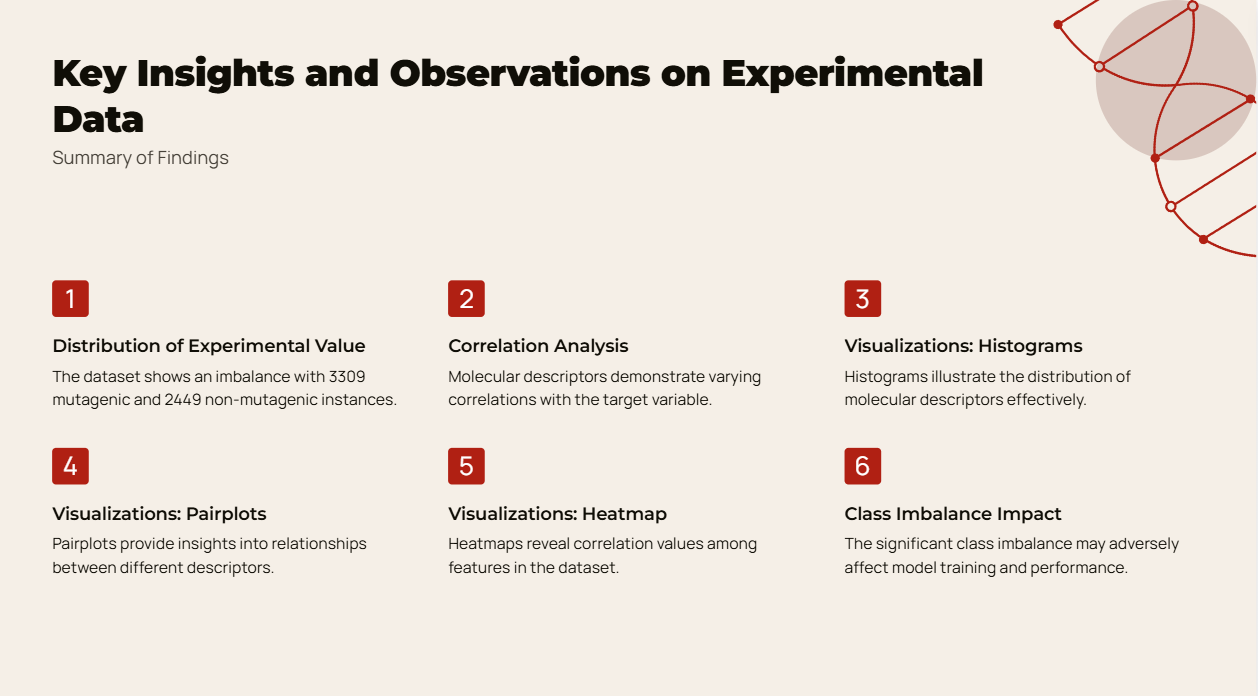 Key Insights and Observations on Experimental
Data
Summary of Findings
1
Distribution of Experimental Value
The dataset shows an imbalance with 3309
mutagenic and 2449 non-mutagenic instances.
2
Correlation Analysis
Molecular descriptors demonstrate varying
correlations with the target variable.
3
Visualizations: Histograms
Histograms illustrate the distribution of
molecular descriptors effectively.
4
Visualizations: Pairplots
Pairplots provide insights into relationships
between different descriptors.
5
Visualizations: Heatmap
Heatmaps reveal correlation values among
features in the dataset.
6
Class Imbalance Impact
The significant class imbalance may adversely
affect model training and performance.